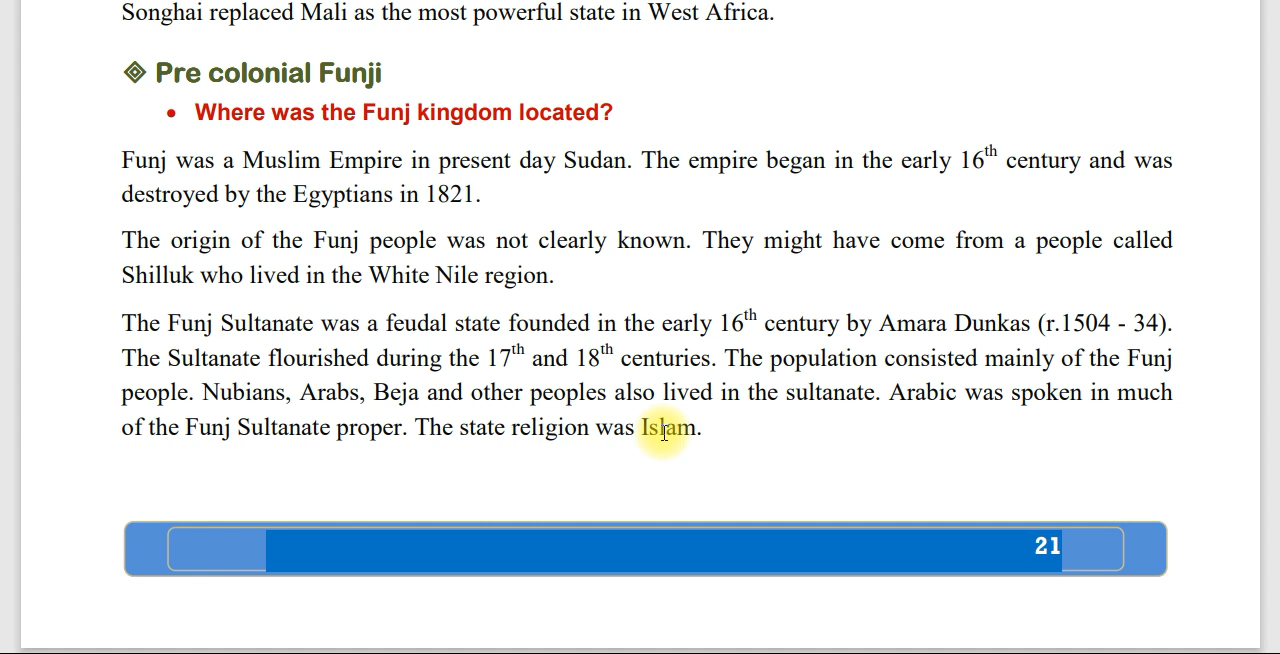 Songhai replaced Mali as the most powerful state in West Africa.
Pre colonial Funji
• Where was the Funj kingdom located?
Funj was a Muslim Empire in present day Sudan. The empire began in the early 16th century and was
destroyed by the Egyptians in 1821.
The origin of the Funj people was not clearly known. They might have come from a people called
Shilluk who lived in the White Nile region.
The Funj Sultanate was a feudal state founded in the early 16th century by Amara Dunkas (r.1504 - 34).
The Sultanate flourished during the 17th and 18th centuries. The population consisted mainly of the Funj
people. Nubians, Arabs, Beja and other peoples also lived in the sultanate. Arabic was spoken in much
of the Funj Sultanate proper. The state religion was Islam.
21